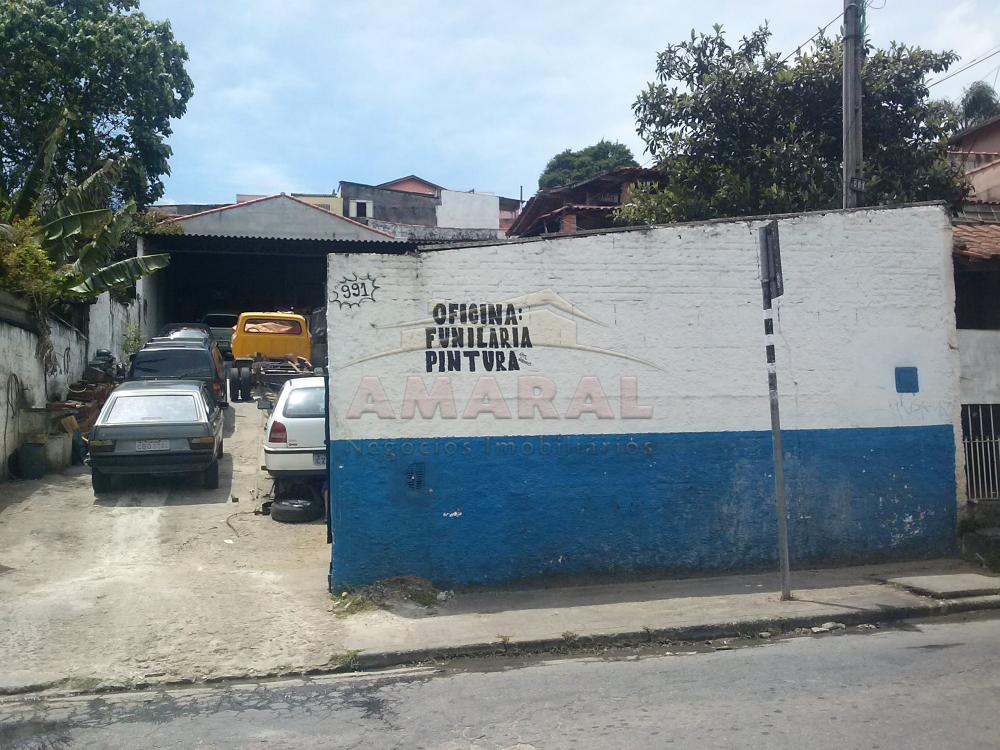 991
OFICINA:
FUNILARIA
PINTURA
AMARAL
Negócios Imobiliários